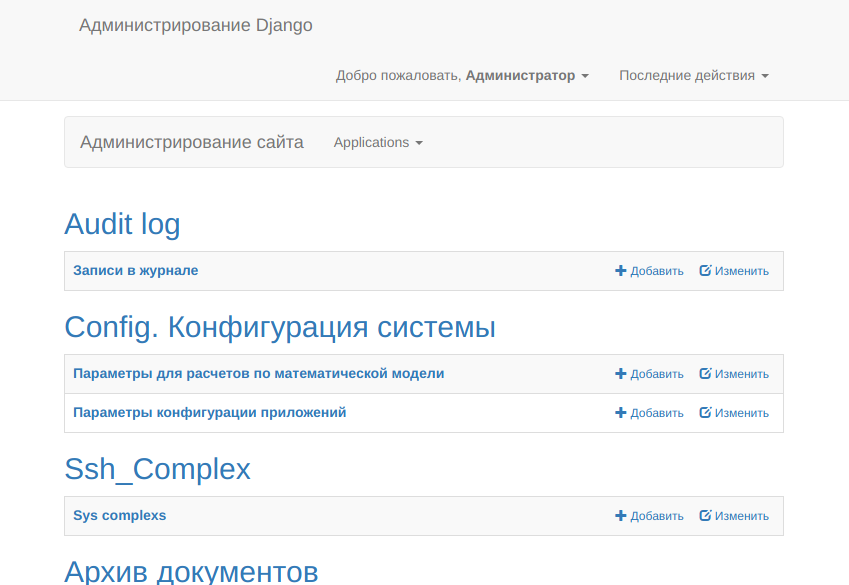 Администрирование Django
Добро пожаловать, Администратор Последние действия
Администрирование сайта Applications
Audit log
Записи в журнале Добавить Изменить
Config. Конфигурация системы
Параметры для расчетов по математической модели Добавить Изменить
Параметры конфигурации приложений Добавить Изменить
Ssh_Complex
Sys complexs Добавить Изменить
Архив документов